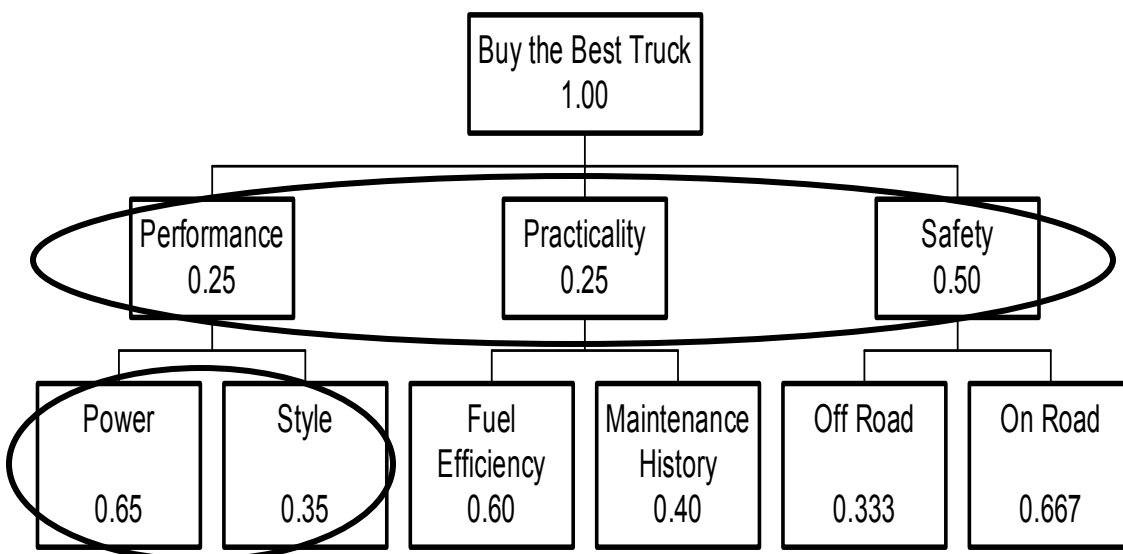 Buy the Best Truck
1.00
Performance
0.25
Practicality
0.25
Safety
0.50
Power
0.65
Style
0.35
Fuel
Efficiency
0.60
Maintenance
History
0.40
Off Road
0.333
On Road
0.667